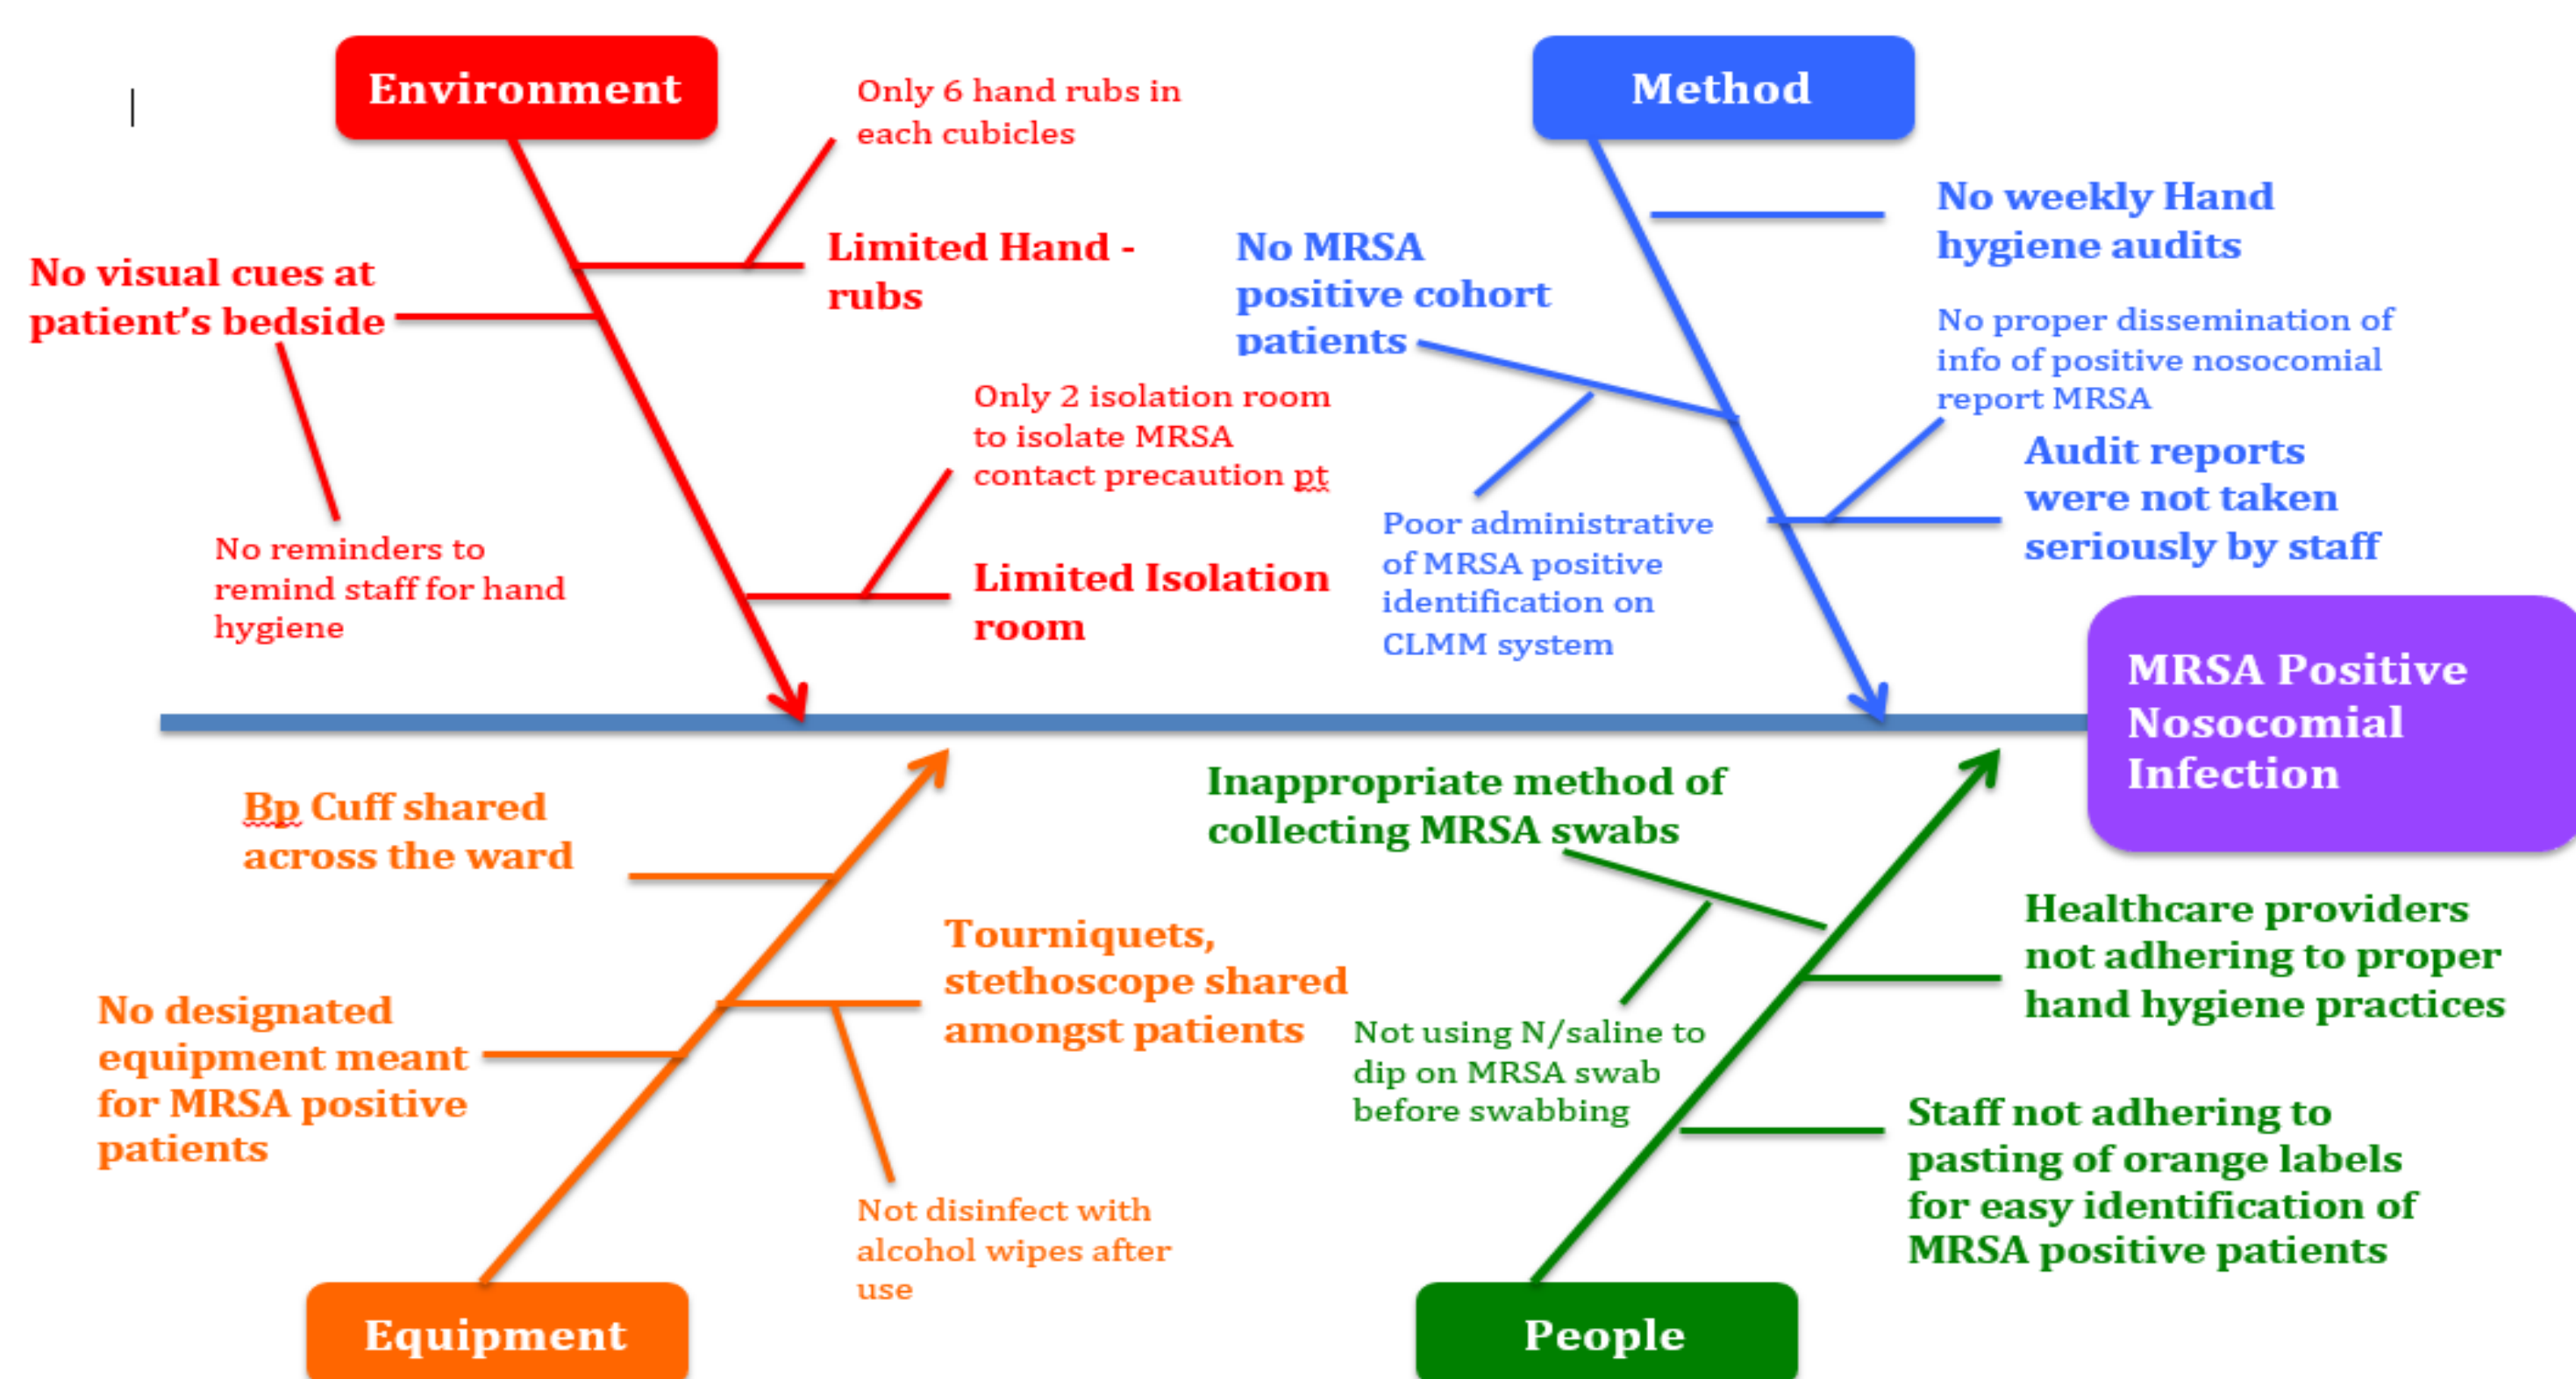 Environment
Only 6 hand rubs in
each cubicles
Limited Hand -
rubs
No visual cues at
patient's bedside
No reminders to
remind staff for hand
hygiene
Only 2 isolation room
to isolate MRSA
contact precaution pt
Limited Isolation
room
Method
No weekly Hand
hygiene audits
No MRSA
positive cohort
patients
Poor administrative
of MRSA positive
identification on
CLMM system
No proper dissemination of
info of positive nosocomial
report MRSA
Audit reports
were not taken
seriously by staff
MRSA Positive
Nosocomial
Infection
Bp Cuff shared
across the ward
Tourniquets,
stethoscope shared
amongst patients
No designated
equipment meant
for MRSA positive
patients
Not disinfect with
alcohol wipes after
use
Equipment
Inappropriate method of
collecting MRSA swabs
Not using N/saline to
dip on MRSA swab
before swabbing
Healthcare providers
not adhering to proper
hand hygiene practices
Staff not adhering to
pasting of orange labels
for easy identification of
MRSA positive patients
People